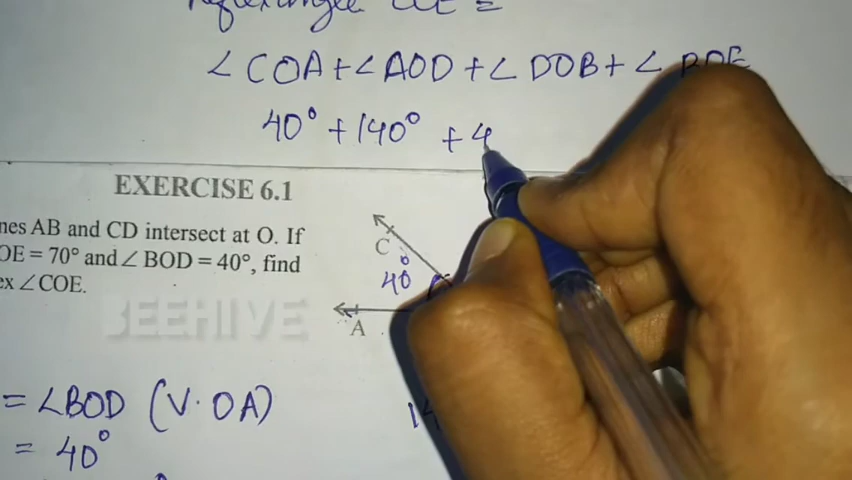 ∠COA + ∠AOD + ∠DOB + ∠BOE
40° + 140° + 4
EXERCISE 6.1
nes AB and CD intersect at O. If
OE = 70° and ∠ BOD = 40°, find
ex ∠COE.
C
40°
A
BEEHIVE
= ∠BOD (V. OA)
= 40°